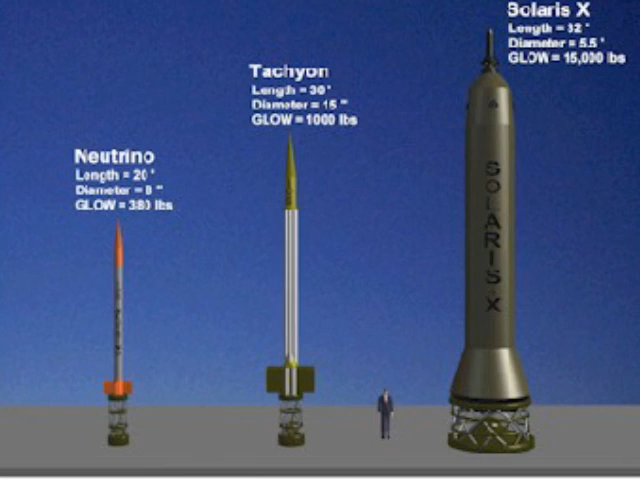 Solaris X
Length = 32 '
Diameter = 5.5 '
GLOW = 15,000 lbs
Tachyon
Length = 30 '
Diameter = 15 "
GLOW = 1000 lbs
Neutrino
Length = 20 '
Diameter = "
GLOW = 380 lbs
SOLARIS-X